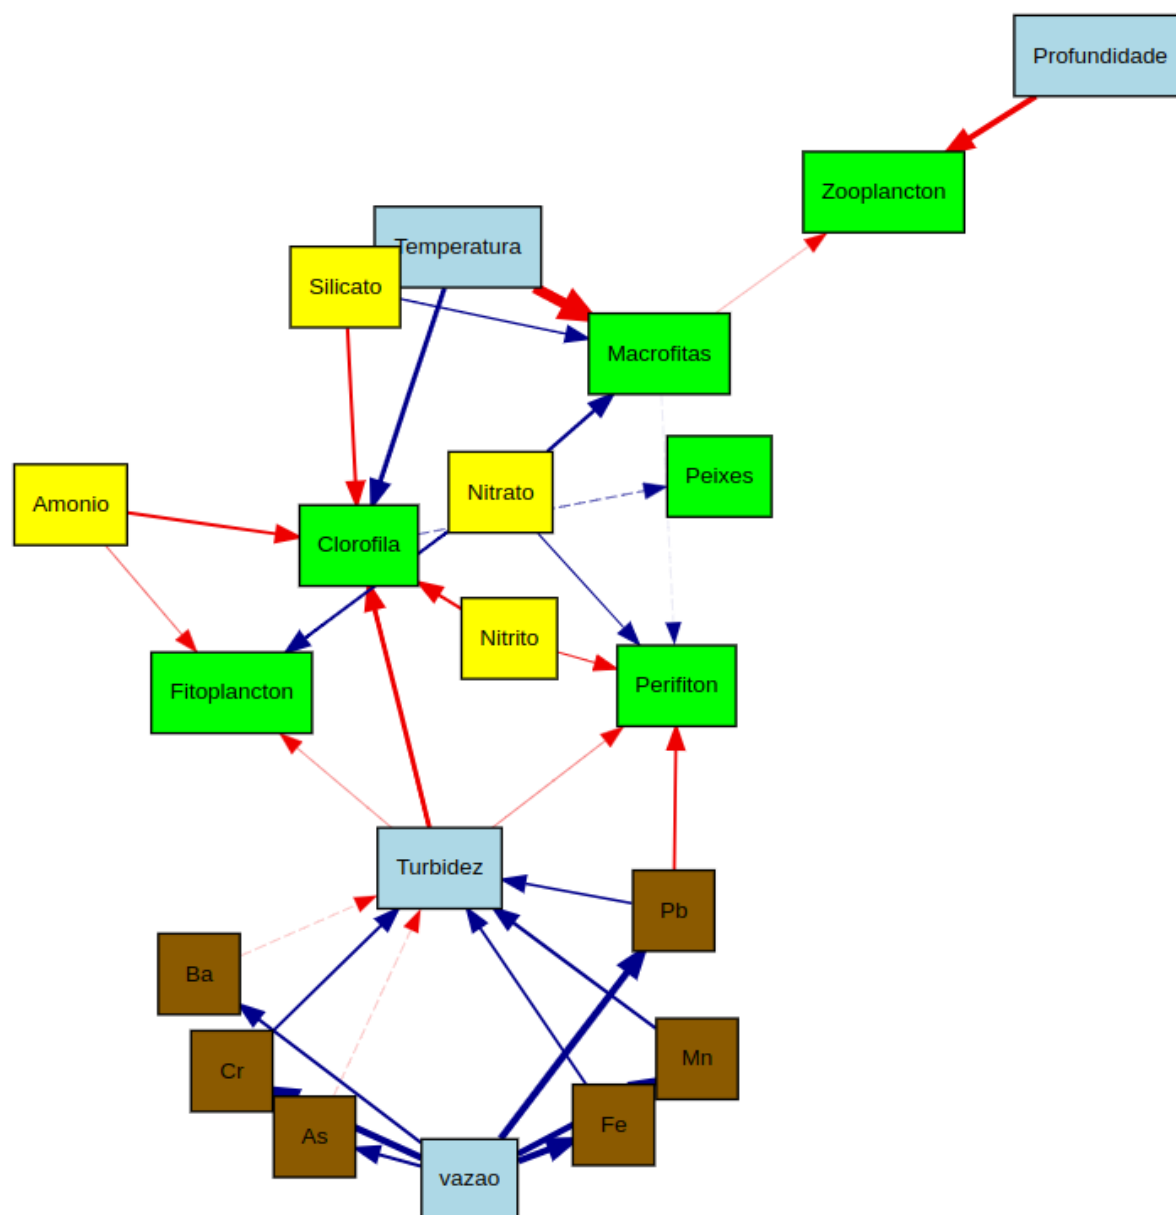 Profundidade
Zooplancton
Temperatura
Silicato
Macrofitas
Peixes
Nitrato
Amonio
Clorofila
Nitrito
Fitoplancton
Perifiton
Turbidez
Pb
Ba
Mn
Cr
Fe
As
vazao